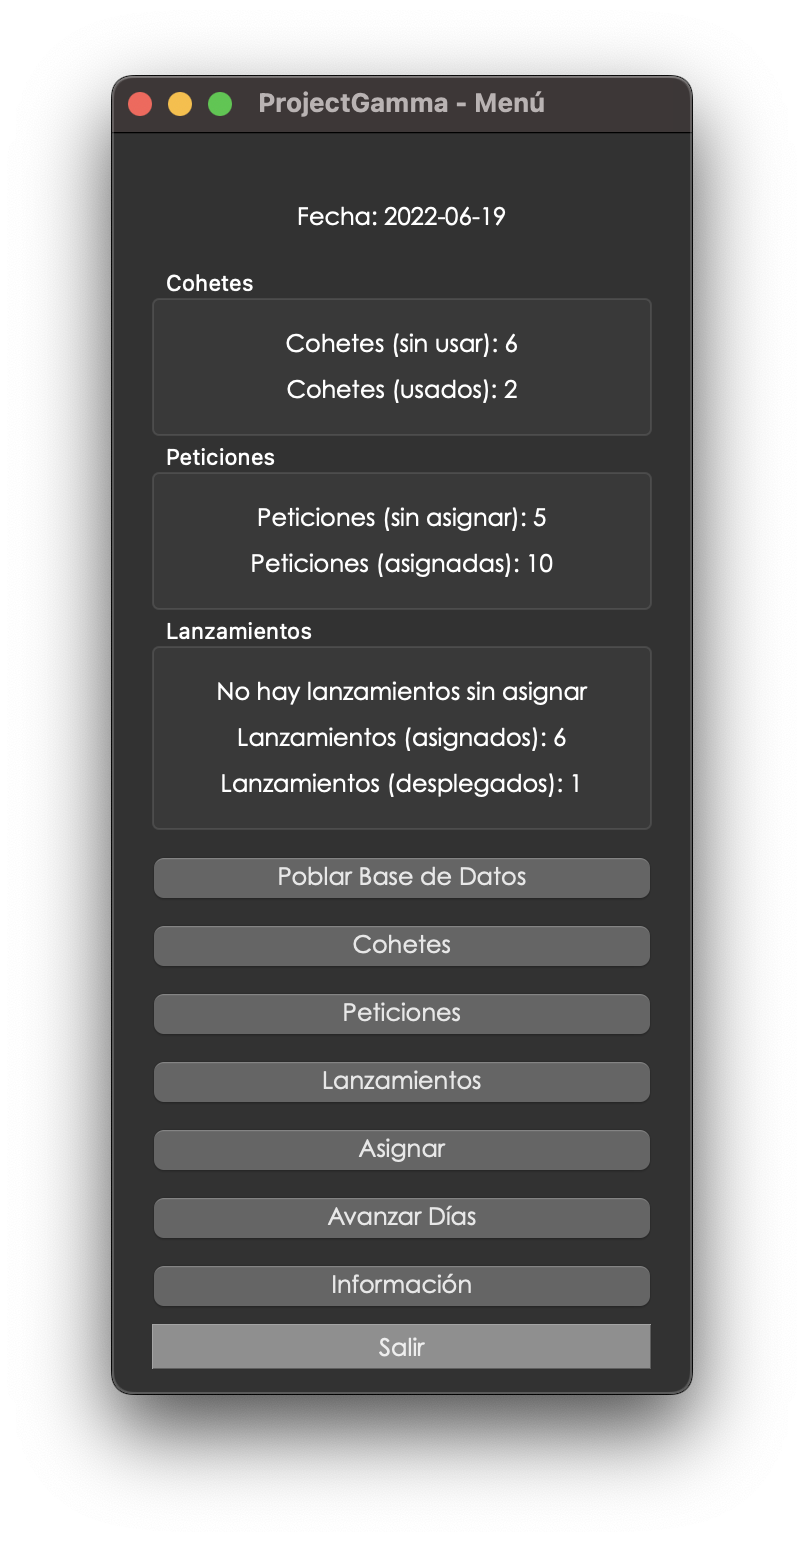 ProjectGamma - Menú
Fecha: 2022-06-19
Cohetes
Cohetes (sin usar): 6
Cohetes (usados): 2
Peticiones
Peticiones (sin asignar): 5
Peticiones (asignadas): 10
Lanzamientos
No hay lanzamientos sin asignar
Lanzamientos (asignados): 6
Lanzamientos (desplegados): 1
Poblar Base de Datos
Cohetes
Peticiones
Lanzamientos
Asignar
Avanzar Días
Información
Salir